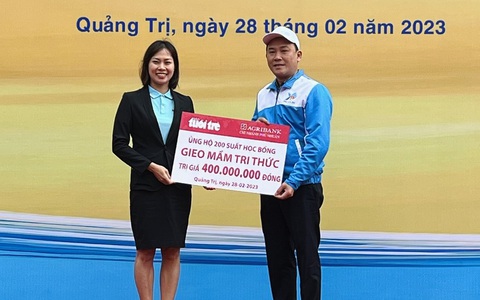 Quảng Trị, ngày 28 tháng 02 năm 2023
tuổi trẻ AGRIBANK
ỦNG HỘ 200 SUẤT HỌC BỔNG
GIEO MẦM TRI THỨC
TRỊ GIÁ 400.000.000 ĐỒNG
Quảng Trị, ngày 28-02-2023